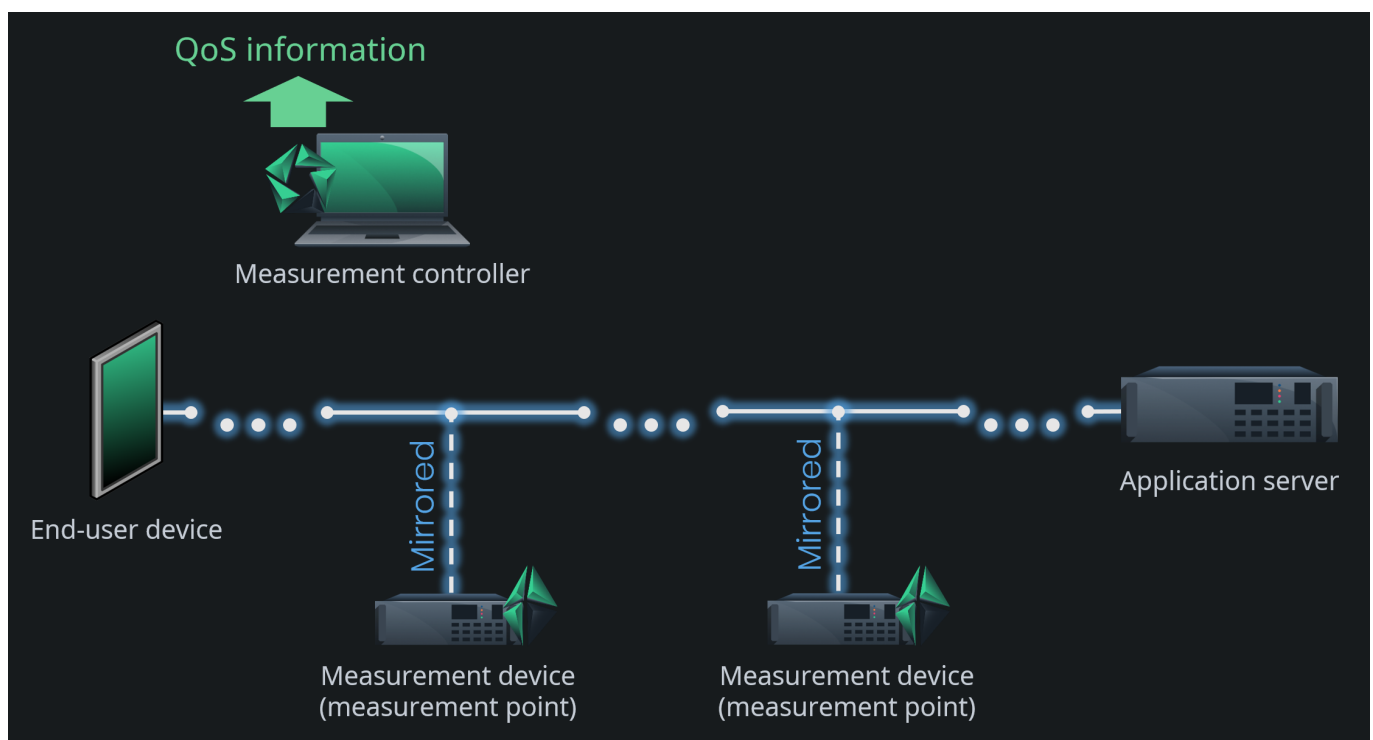 QoS information
Measurement controller
Mirrored
Mirrored
Application server
End-user device
Measurement device
(measurement point)
Measurement device
(measurement point)